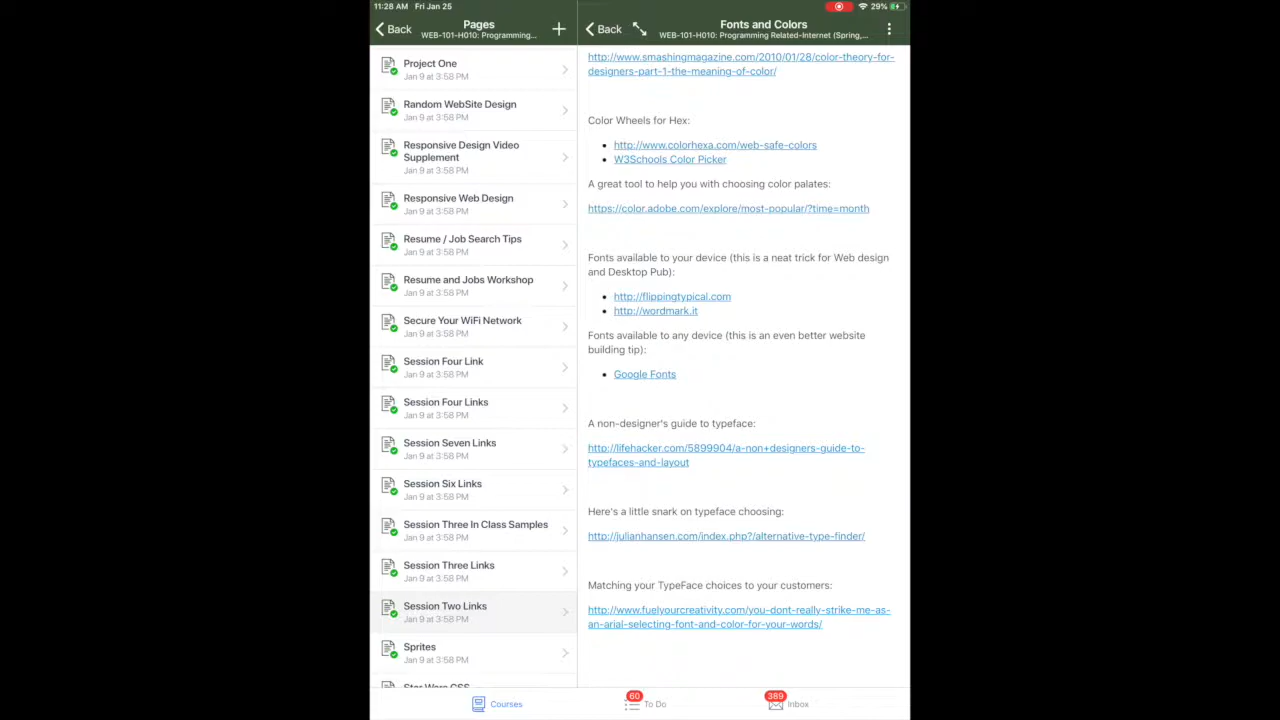 11:28 AM Fri Jan 25
29%
Back
Pages
WEB-101-H010: Programming...
Project One
Jan 9 at 3:58 PM
Random WebSite Design
Jan 9 at 3:58 PM
Responsive Design Video
Supplement
Jan 9 at 3:58 PM
Responsive Web Design
Jan 9 at 3:58 PM
Resume / Job Search Tips
Jan 9 at 3:58 PM
Resume and Jobs Workshop
Jan 9 at 3:58 PM
Secure Your WiFi Network
Jan 9 at 3:58 PM
Session Four Link
Jan 9 at 3:58 PM
Session Four Links
Jan 9 at 3:58 PM
Session Seven Links
Jan 9 at 3:58 PM
Session Six Links
Jan 9 at 3:58 PM
Session Three In Class Samples
Jan 9 at 3:58 PM
Session Three Links
Jan 9 at 3:58 PM
Session Two Links
Jan 9 at 3:58 PM
Sprites
Jan 9 at 3:58 PM
Star Wars CSS
Back
Fonts and Colors
WEB-101-H010: Programming Related-Internet (Spring,...
http://www.smashingmagazine.com/2010/01/28/color-theory-for-
designers-part-1-the-meaning-of-color/
Color Wheels for Hex:
http://www.colorhexa.com/web-safe-colors
W3Schools Color Picker
A great tool to help you with choosing color palates:
https://color.adobe.com/explore/most-popular/?time=month
Fonts available to your device (this is a neat trick for Web design
and Desktop Pub):
http://flippingtypical.com
http://wordmark.it
Fonts available to any device (this is an even better website
building tip):
Google Fonts
A non-designer's guide to typeface:
http://lifehacker.com/5899904/a-non+designers-guide-to-
typefaces-and-layout
Here's a little snark on typeface choosing:
http://julianhansen.com/index.php?/alternative-type-finder/
Matching your TypeFace choices to your customers:
http://www.fuelyourcreativity.com/you-dont-really-strike-me-as-
an-arial-selecting-font-and-color-for-your-words/
Courses
60
To Do
389
Inbox